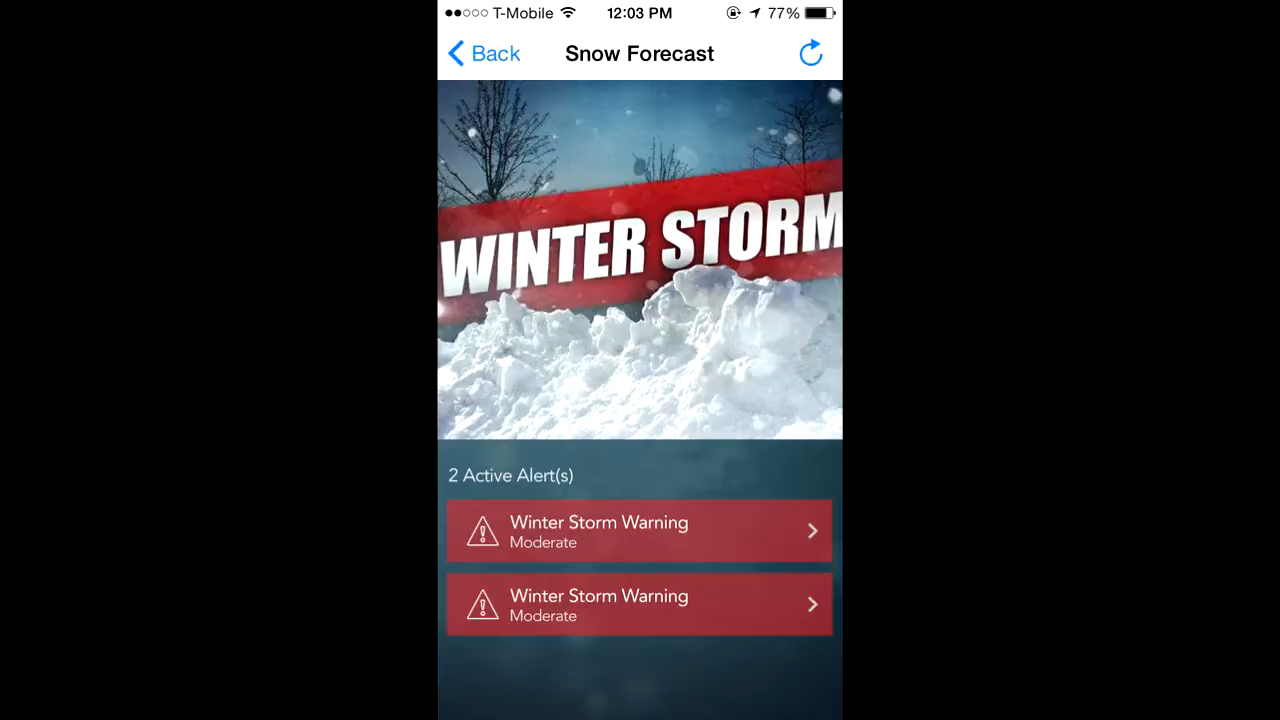 T-Mobile 12:03 PM 77%
Back Snow Forecast
WINTER STORM
2 Active Alert(s)
Winter Storm Warning
Moderate
Winter Storm Warning
Moderate